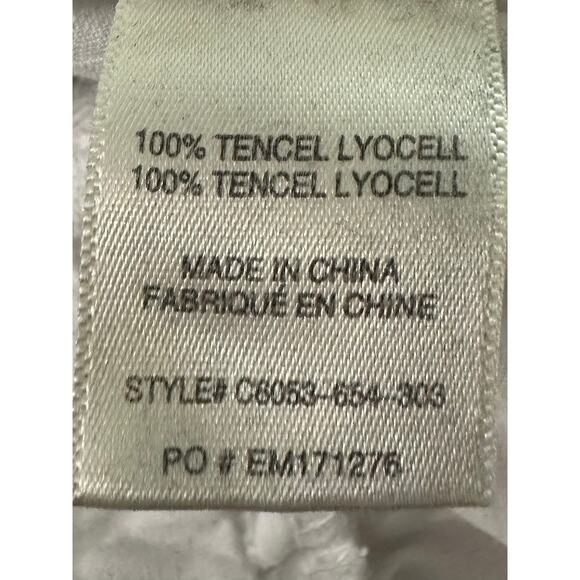 100% TENCEL LYOCELL
100% TENCEL LYOCELL
MADE IN CHINA
FABRIQUÉ EN CHINE
STYLE# C6053-654-303
PO # EM171276